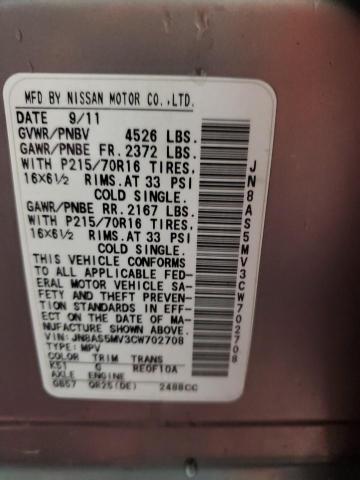 MFD BY NISSAN MOTOR CO.,LTD.
DATE 9/11
GVWR/PNBV 4526 LBS.
GAWR/PNBE FR. 2372 LBS.
WITH P215/70R16 TIRES.
16X6½ RIMS.AT 33 PSI
COLD SINGLE.
GAWR/PNBE RR. 2167 LBS.
WITH P215/70R16 TIRES.
16X6½ RIMS.AT 33 PSI
COLD SINGLE.
THIS VEHICLE CONFORMS
TO ALL APPLICABLE FED-
ERAL MOTOR VEHICLE SA-
FETY AND THEFT PREVEN-
TION STANDARDS IN EFF-
ECT ON THE DATE OF MA-
NUFACTURE SHOWN ABOVE.
VIN:JN8AS5MV3CW702708
TYPE:MPV
COLOR TRIM TRANS
K51 G RE0F10A
AXLE ENGINE
GB57 QR25(DE) 2488CC
JN8AS5MV3CW702708